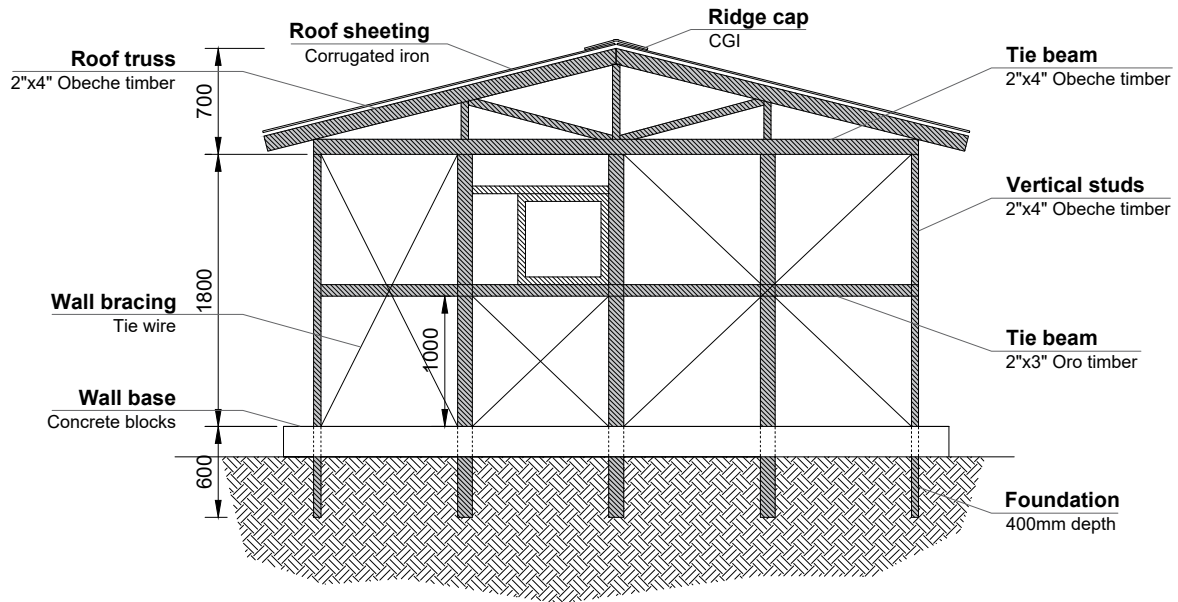 Ridge cap
CGI
Roof sheeting
Corrugated iron
Roof truss
2"x4" Obeche timber
Tie beam
2"x4" Obeche timber
700
Vertical studs
2"x4" Obeche timber
1800
Wall bracing
Tie wire
1000
Tie beam
2"x3" Oro timber
Wall base
Concrete blocks
600
Foundation
400mm depth